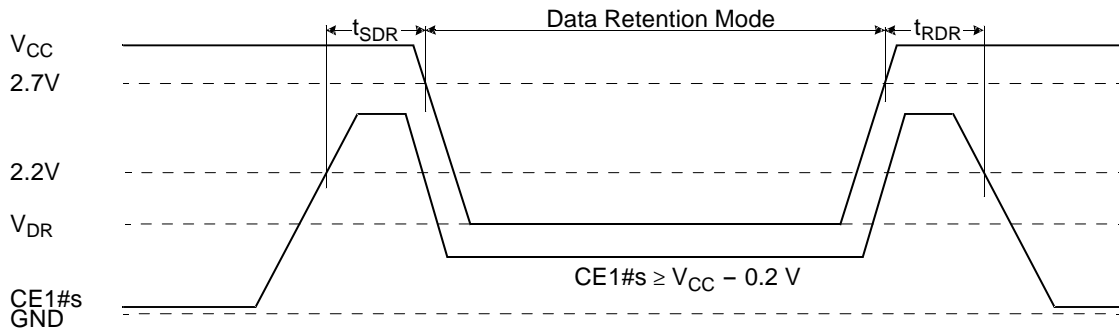 Data Retention Mode
tSDR
tRDR
VCC
2.7V
2.2V
VDR
CE1#s ≥ VCC − 0.2 V
CE1#s
GND